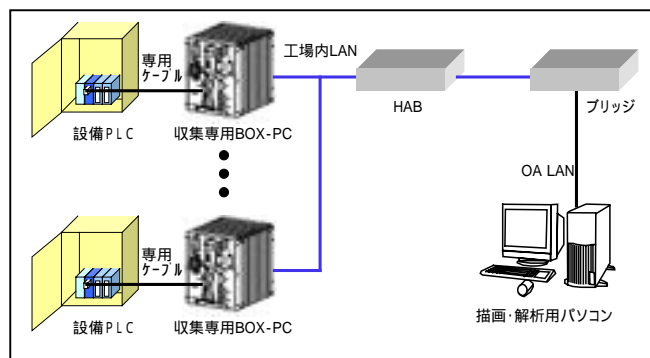 専用
ケーブル
設備PLC
収集専用BOX-PC
工場内LAN
HAB
ブリッジ
OA LAN
描画・解析用パソコン
専用
ケーブル
設備PLC
収集専用BOX-PC